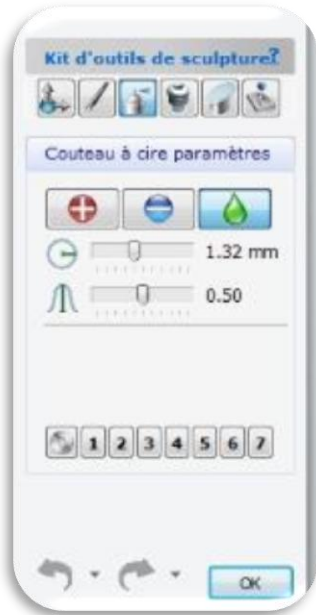 Kit d'outils de sculpture ?
Couteau à cire paramètres
1.32 mm
0.50
1 2 3 4 5 6 7
OK